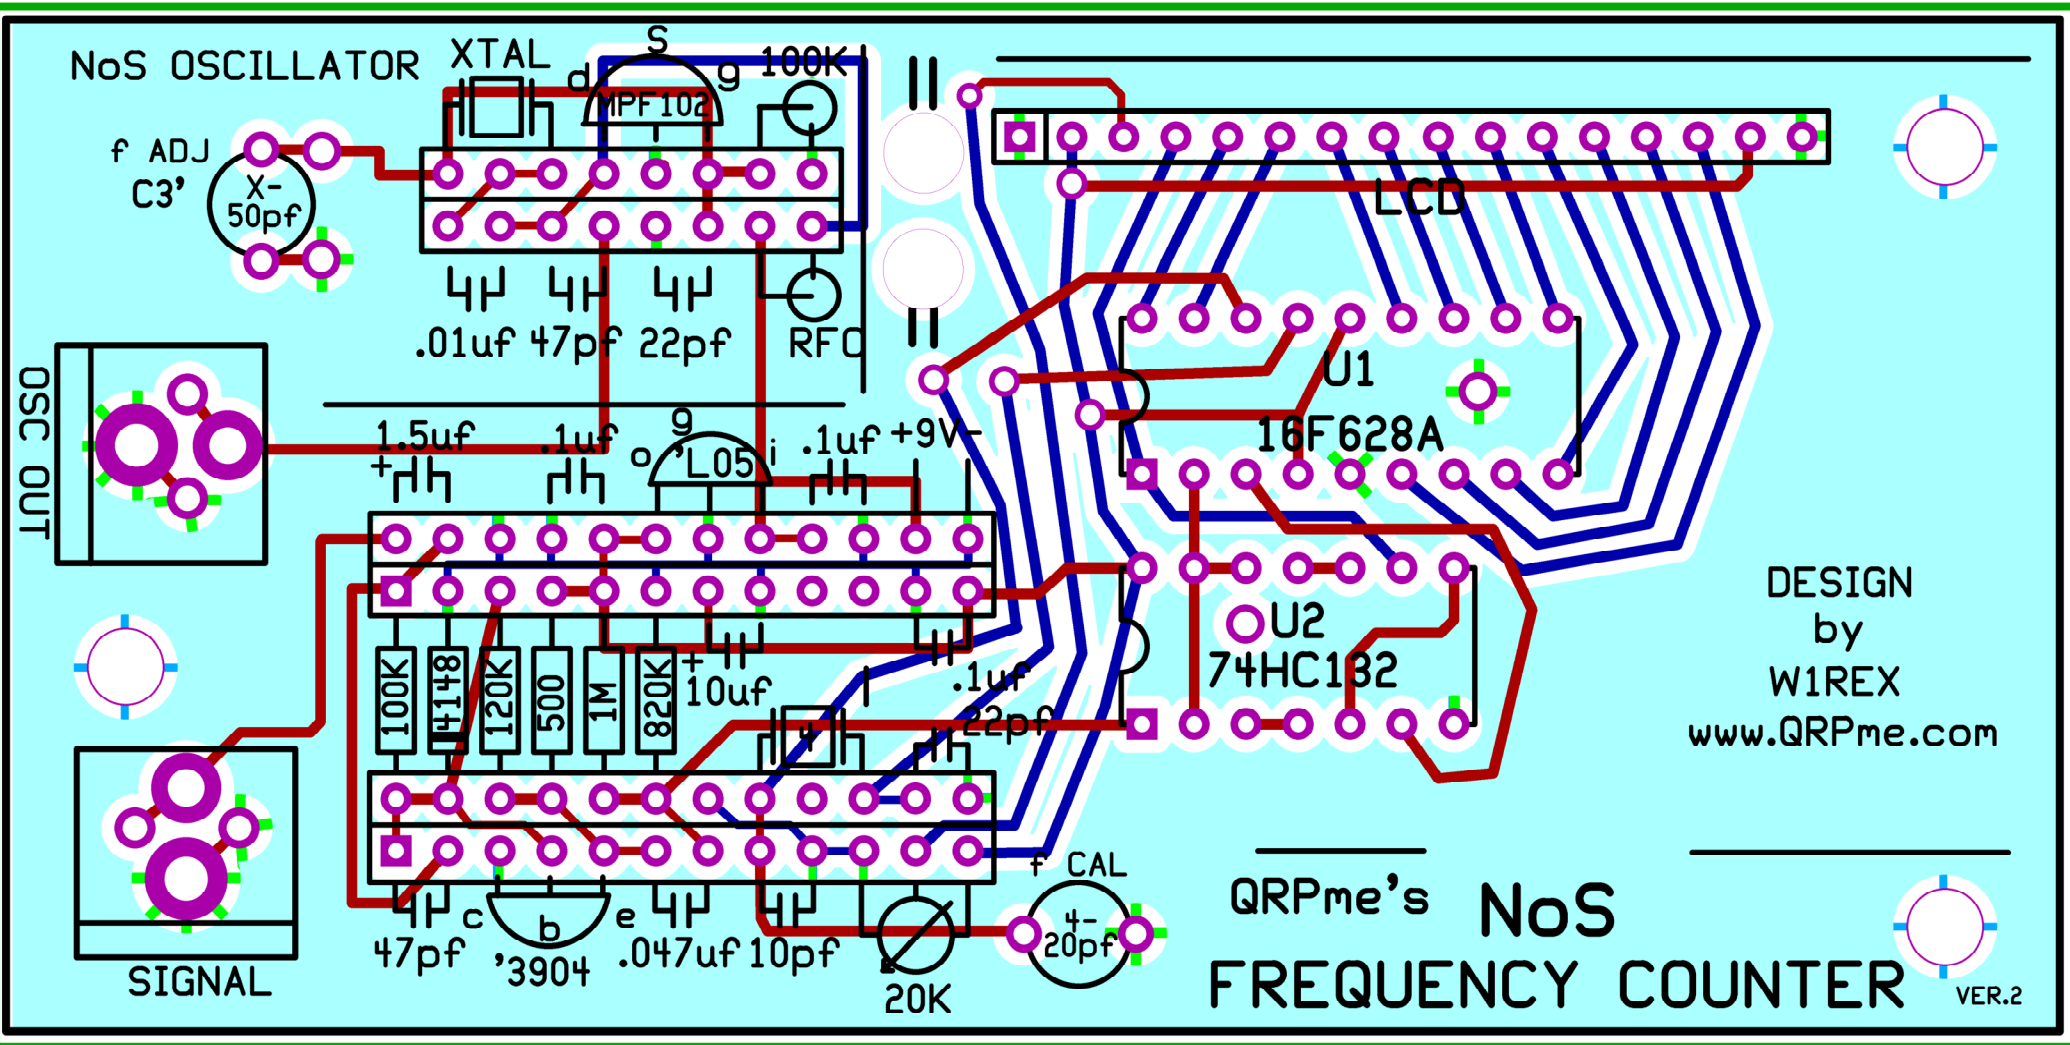 NoS OSCILLATOR
XTAL
S
d
g
MPF102
100K
f ADJ
C3'
X-
50pf
LCD
.01uf
47pf
22pf
RFC
OSC OUT
U1
16F628A
1.5uf
+
.1uf
g
o
'L05
i
.1uf
+9V-
U2
74HC132
DESIGN
by
W1REX
www.QRPme.com
100K
4148
120K
500
1M
820K
+
10uf
.1uf
4
22pf
SIGNAL
47pf
c
b
e
'3904
.047uf
10pf
20K
f CAL
4-
20pf
QRPme's
NoS
FREQUENCY COUNTER
VER.2